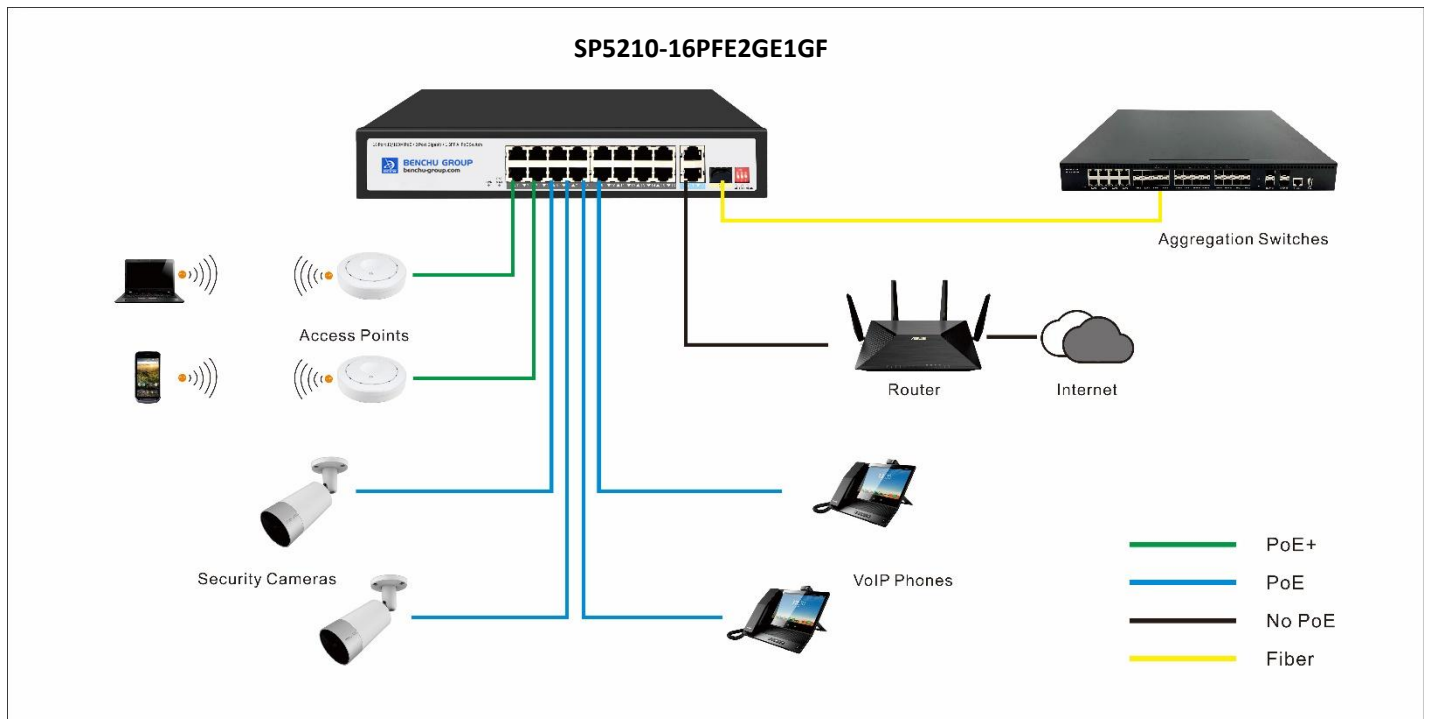 SP5210-16PFE2GE1GF
BENCHU GROUP
benchu-group.com
Aggregation Switches
Access Points
Router
Internet
Security Cameras
VoIP Phones
PoE+
PoE
No PoE
Fiber